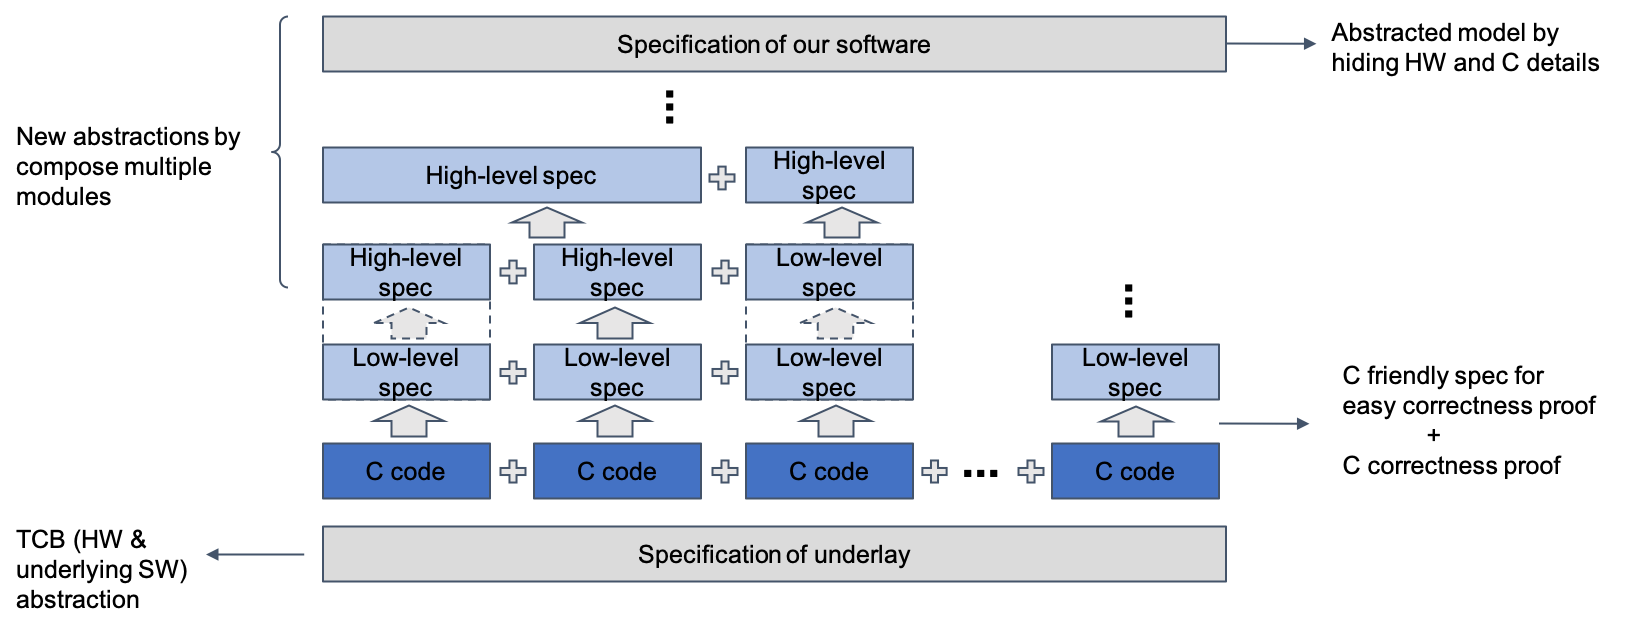 Specification of our software
Abstracted model by
hiding HW and C details
New abstractions by
compose multiple
modules
High-level spec
High-level
spec
High-level
spec
High-level
spec
Low-level
spec
Low-level
spec
Low-level
spec
Low-level
spec
Low-level
spec
C friendly spec for
easy correctness proof
+
C correctness proof
C code
C code
C code
...
C code
TCB (HW &
underlying SW)
abstraction
Specification of underlay